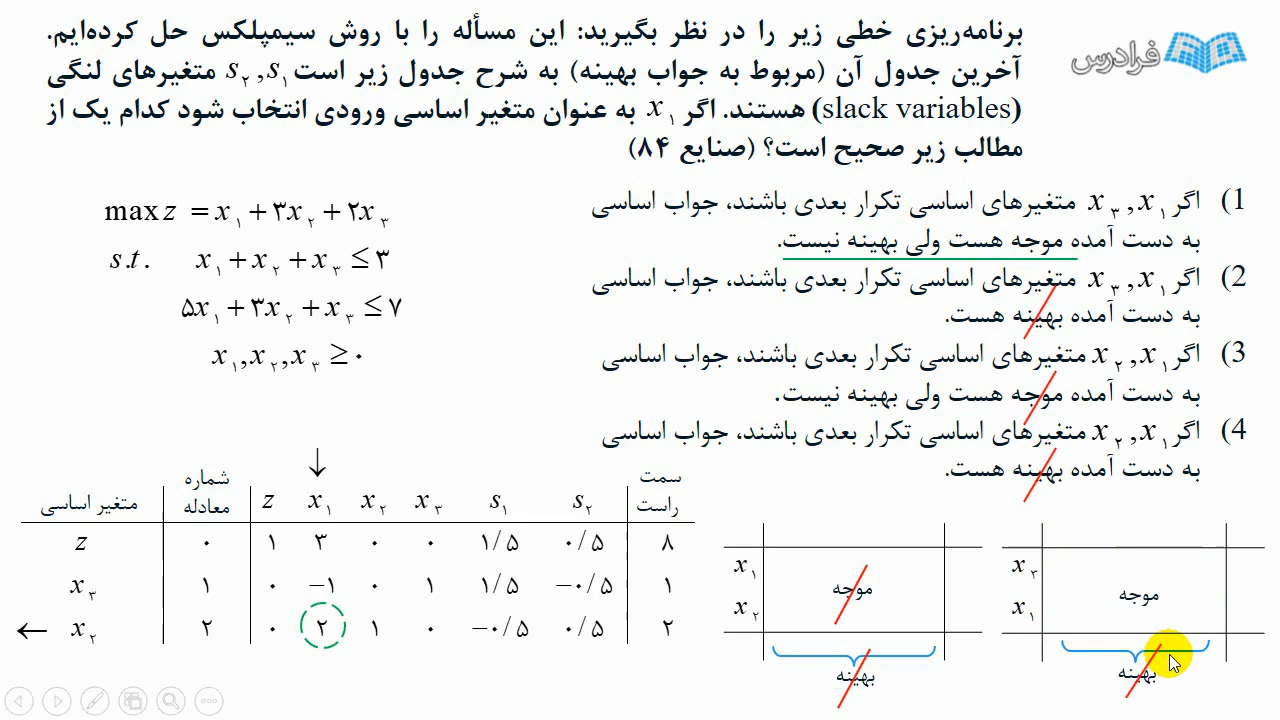 فرادرس
برنامه‌ریزی خطی زیر را در نظر بگیرید: این مسأله را با روش سیمپلکس حل کرده‌ایم.
آخرین جدول آن (مربوط به جواب بهینه) به شرح جدول زیر است s۲, s۱ متغیرهای لنگی
(slack variables) هستند. اگر x۱ به عنوان متغیر اساسی ورودی انتخاب شود کدام یک از
مطالب زیر صحیح است؟ (صنایع ۸۴)
1) اگر x۳, x۱ متغیرهای اساسی تکرار بعدی باشند، جواب اساسی
به دست آمده موجه هست ولی بهینه نیست.
2) اگر x۳, x۱ متغیرهای اساسی تکرار بعدی باشند، جواب اساسی
به دست آمده بهینه هست.
3) اگر x۲, x۱ متغیرهای اساسی تکرار بعدی باشند، جواب اساسی
به دست آمده موجه هست ولی بهینه نیست.
4) اگر x۲, x۱ متغیرهای اساسی تکرار بعدی باشند، جواب اساسی
به دست آمده بهینه هست.
max z = x۱ + ۳x۲ + ۲x۳
s.t. x۱ + x۲ + x۳ ≤ ۳
۵x۱ + ۳x۲ + x۳ ≤ ۷
x۱, x۲, x۳ ≥ ۰
↓
متغیر اساسی شماره معادله z x۱ x۲ x۳ s۱ s۲ سمت راست
z ۰ ۱ ۳ ۰ ۰ ۱/۵ ۰/۵ ۸
x۳ ۱ ۰ −۱ ۰ ۱ ۱/۵ −۰/۵ ۱
← x۲ ۲ ۰ ۲ ۱ ۰ −۰/۵ ۰/۵ ۲
x۱
موجه
x۲
بهینه
x۳
موجه
x۱
بهینه